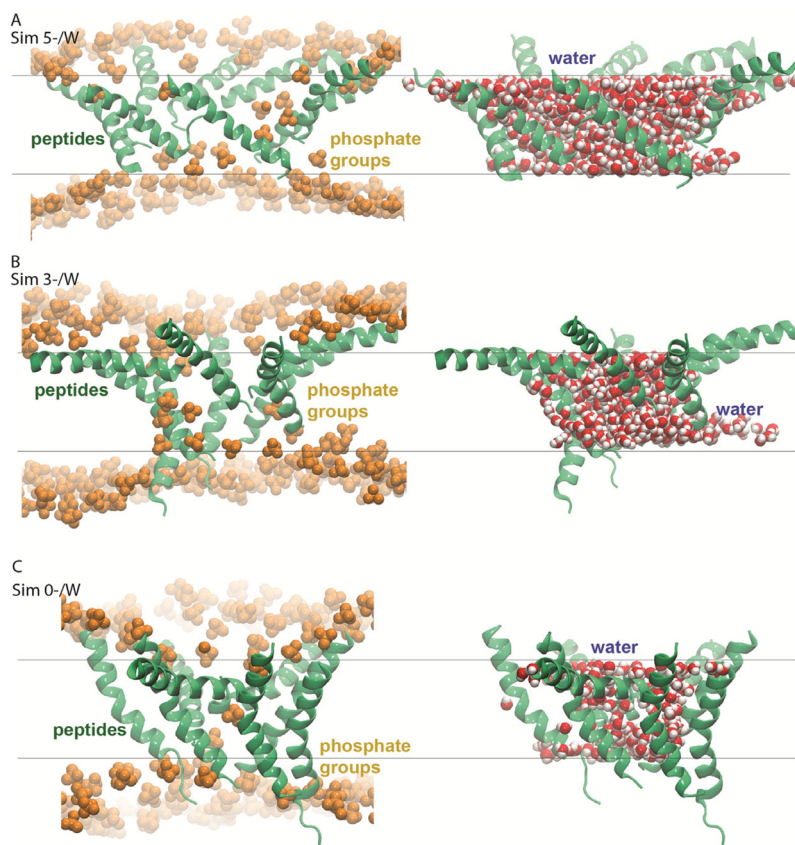 A
Sim 5-/W
water
peptides
phosphate
groups
B
Sim 3-/W
peptides
phosphate
groups
water
C
Sim 0-/W
water
peptides
phosphate
groups